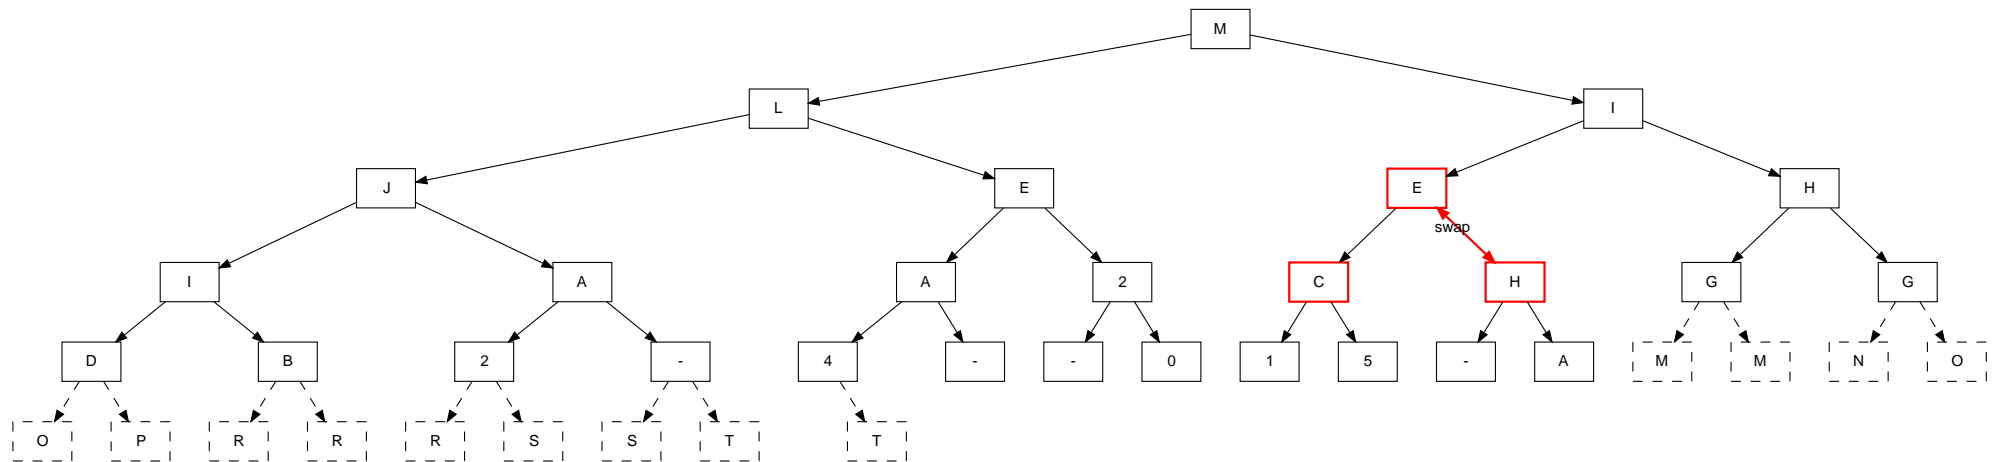 M
L I
J E E H
swap
I A A 2 C H G G
D B 2 - 4 - - 0 1 5 - A M M N O
O P R R R S S T T